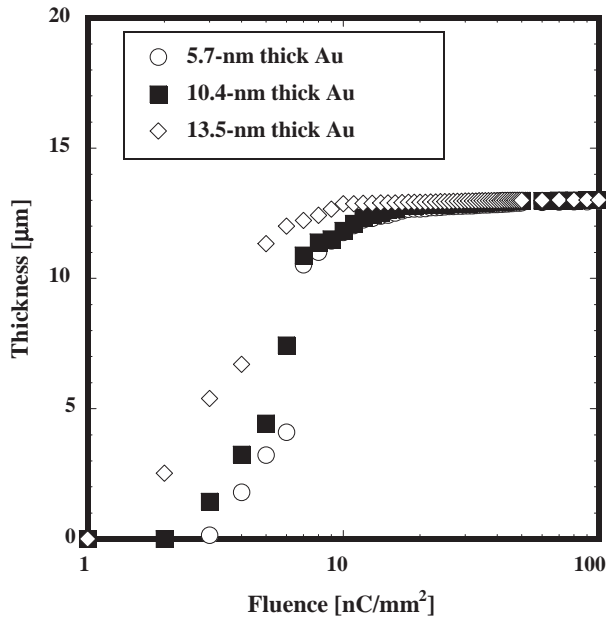 20
15
10
5
0
Thickness [μm]
5.7-nm thick Au
10.4-nm thick Au
13.5-nm thick Au
1
10
100
Fluence [nC/mm²]